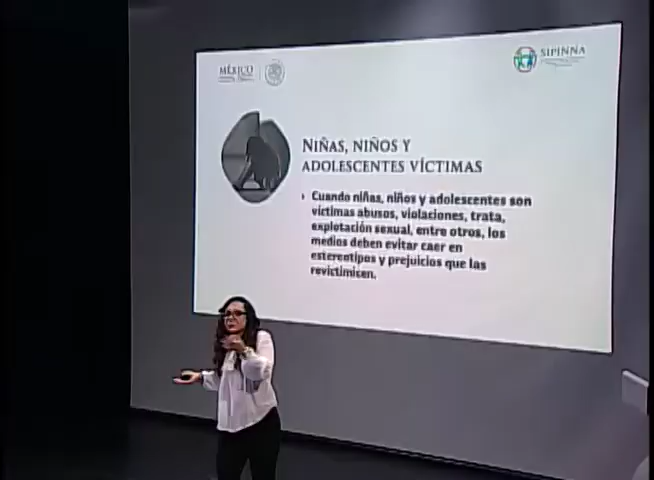 MÉXICO
SIPINNA
NIÑAS, NIÑOS Y
ADOLESCENTES VÍCTIMAS
Cuando niñas, niños y adolescentes son
víctimas abusos, violaciones, trata,
explotación sexual, entre otros, los
medios deben evitar caer en
estereotipos y prejuicios que las
revictimicen.